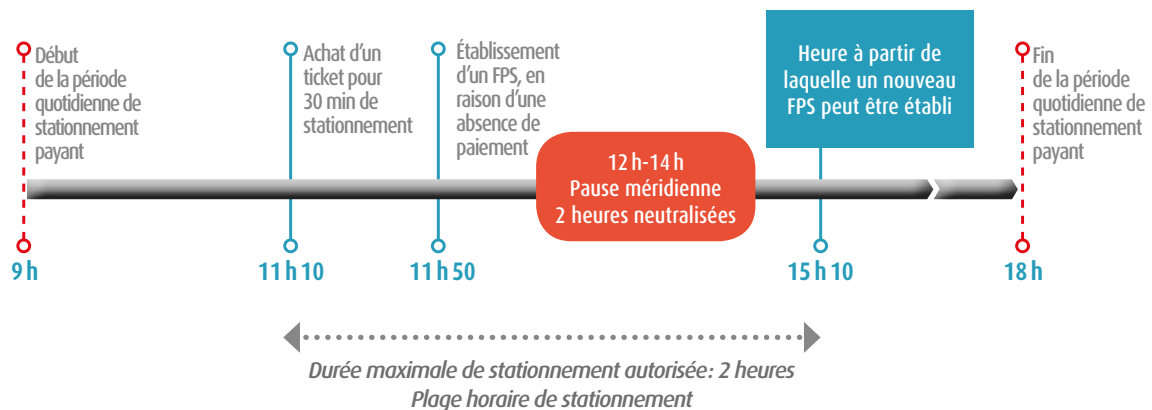 Début
de la période
quotidienne de
stationnement
payant
Achat d’un
ticket pour
30 min de
stationnement
Établissement
d’un FPS, en
raison d’une
absence de
paiement
12 h-14 h
Pause méridienne
2 heures neutralisées
Heure à partir de
laquelle un nouveau
FPS peut être établi
Fin
de la période
quotidienne de
stationnement
payant
9 h
11 h 10
11 h 50
15 h 10
18 h
Durée maximale de stationnement autorisée : 2 heures
Plage horaire de stationnement